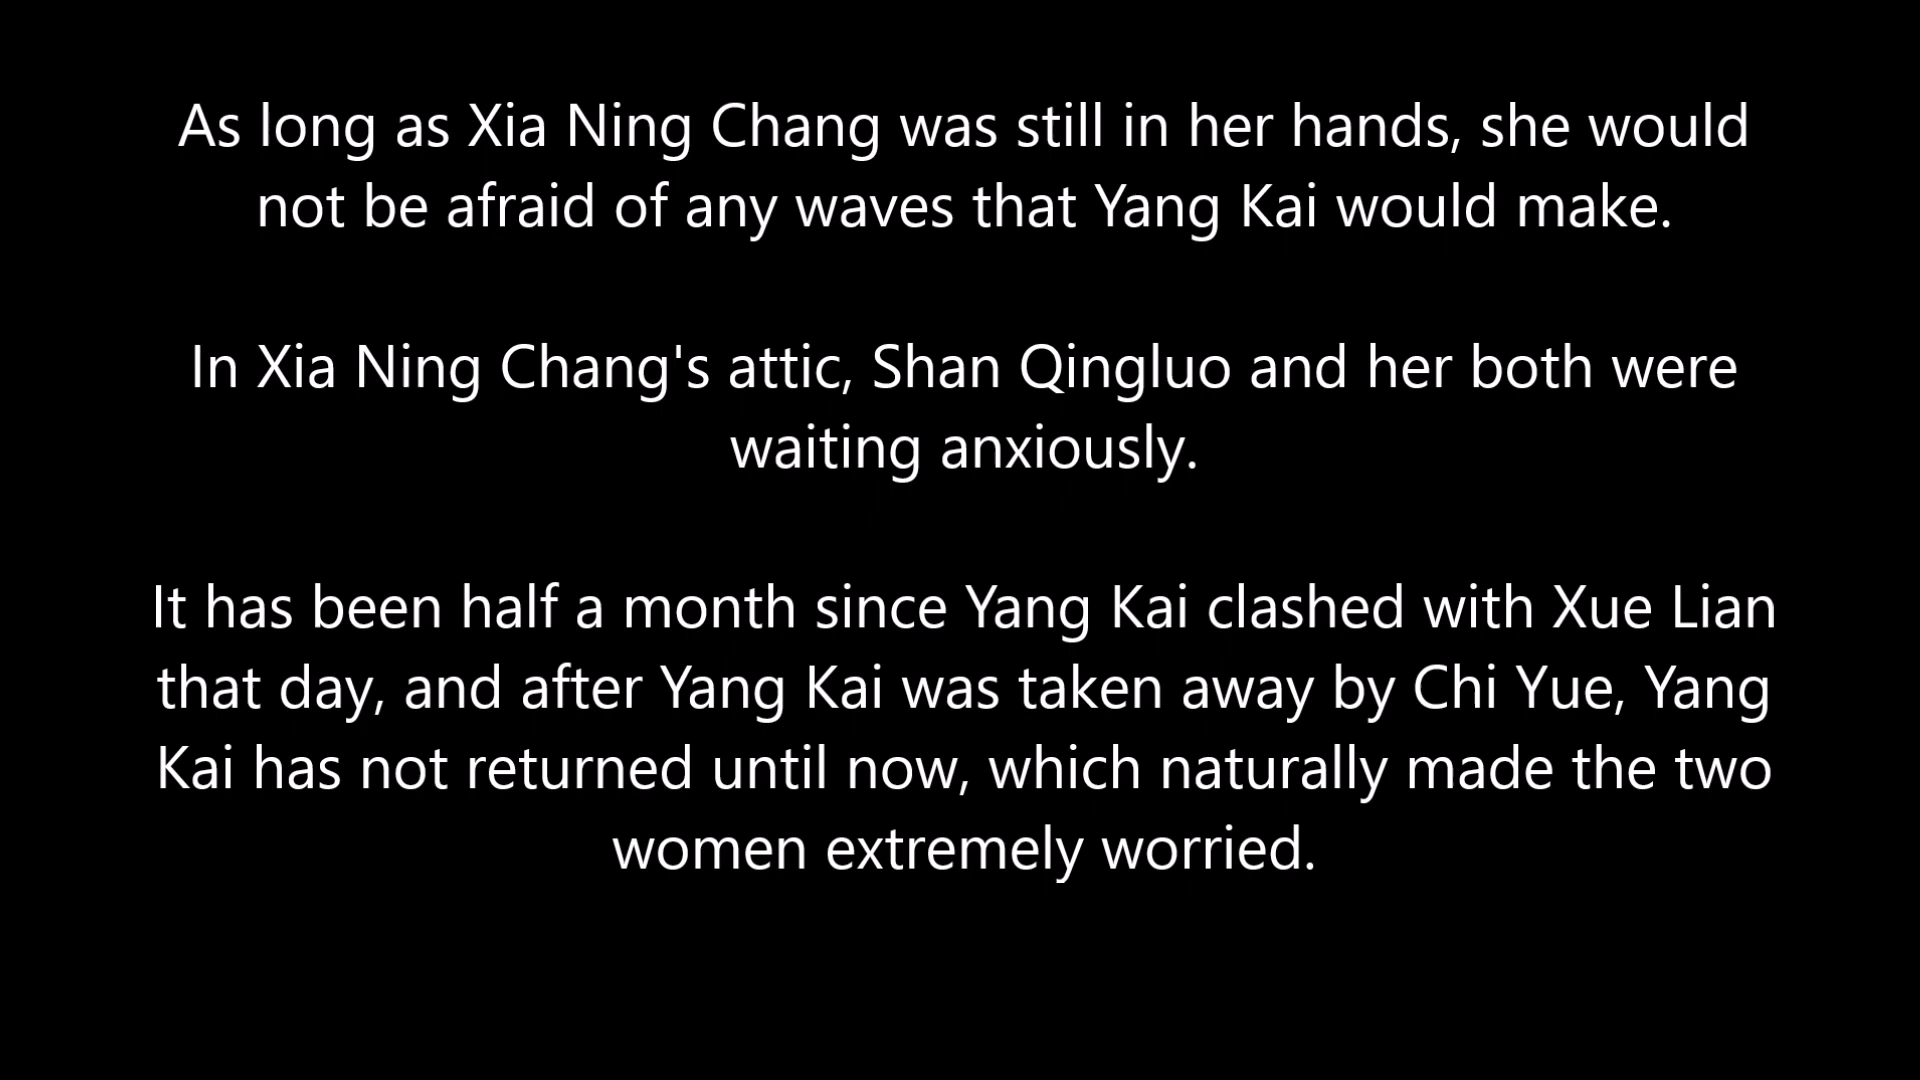 As long as Xia Ning Chang was still in her hands, she would
not be afraid of any waves that Yang Kai would make.
In Xia Ning Chang's attic, Shan Qingluo and her both were
waiting anxiously.
It has been half a month since Yang Kai clashed with Xue Lian
that day, and after Yang Kai was taken away by Chi Yue, Yang
Kai has not returned until now, which naturally made the two
women extremely worried.